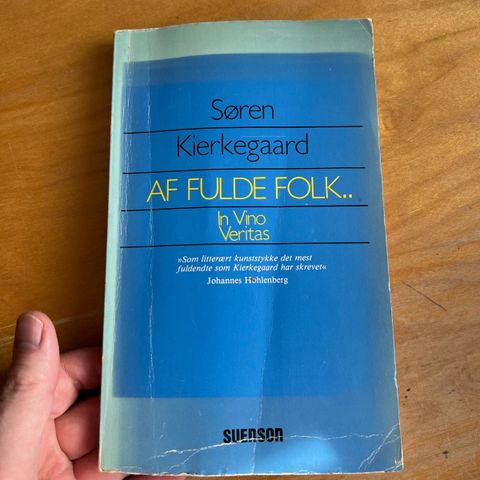 Søren
Kierkegaard
AF FULDE FOLK..
In Vino
Veritas
»Som litterært kunststykke det mest
fuldendte som Kierkegaard har skrevet«
Johannes Hohlenberg
SVENSON